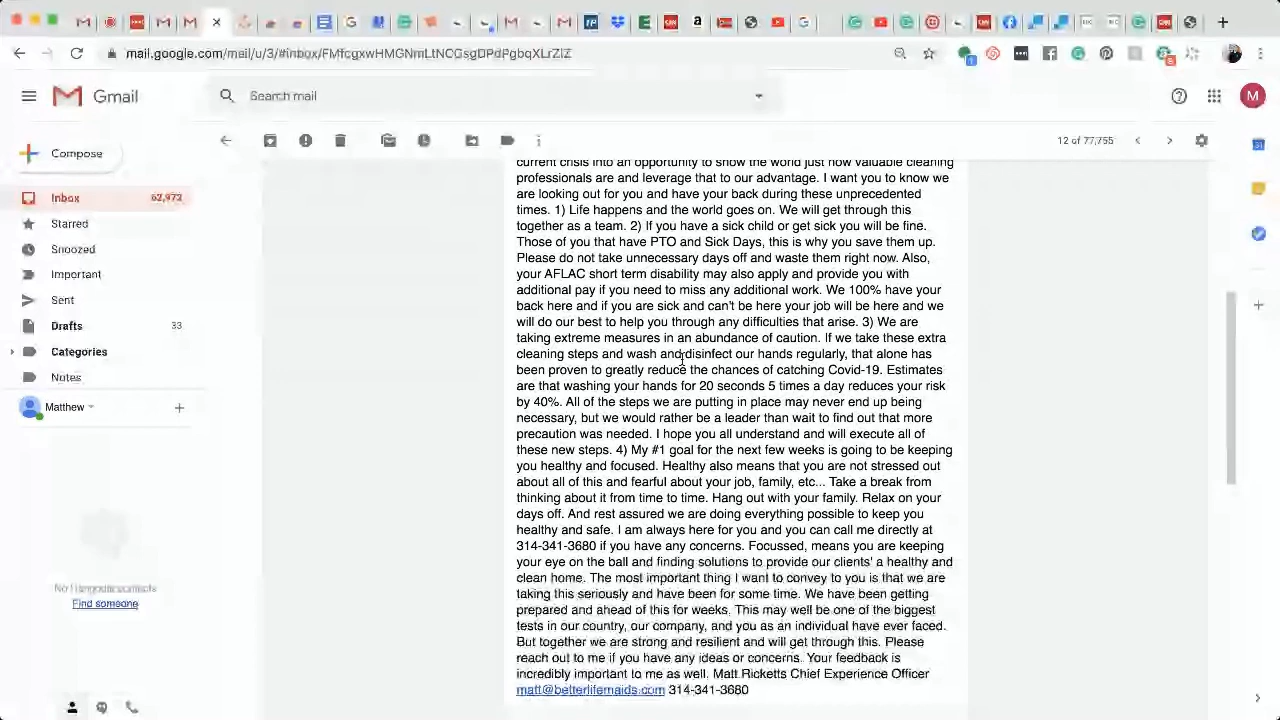 mail.google.com/mail/u/3/#inbox/FMfcgxwHMGNmLtNCGsgDPdPgbqXLrZlZ
Gmail
Search mail
M
Compose
12 of 77,755
Inbox 62,972
Starred
Snoozed
Important
Sent
Drafts 33
Categories
Notes
Matthew
Find someone
current crisis into an opportunity to show the world just how valuable cleaning
professionals are and leverage that to our advantage. I want you to know we
are looking out for you and have your back during these unprecedented
times. 1) Life happens and the world goes on. We will get through this
together as a team. 2) If you have a sick child or get sick you will be fine.
Those of you that have PTO and Sick Days, this is why you save them up.
Please do not take unnecessary days off and waste them right now. Also,
your AFLAC short term disability may also apply and provide you with
additional pay if you need to miss any additional work. We 100% have your
back here and if you are sick and can't be here your job will be here and we
will do our best to help you through any difficulties that arise. 3) We are
taking extreme measures in an abundance of caution. If we take these extra
cleaning steps and wash and disinfect our hands regularly, that alone has
been proven to greatly reduce the chances of catching Covid-19. Estimates
are that washing your hands for 20 seconds 5 times a day reduces your risk
by 40%. All of the steps we are putting in place may never end up being
necessary, but we would rather be a leader than wait to find out that more
precaution was needed. I hope you all understand and will execute all of
these new steps. 4) My #1 goal for the next few weeks is going to be keeping
you healthy and focused. Healthy also means that you are not stressed out
about all of this and fearful about your job, family, etc... Take a break from
thinking about it from time to time. Hang out with your family. Relax on your
days off. And rest assured we are doing everything possible to keep you
healthy and safe. I am always here for you and you can call me directly at
314-341-3680 if you have any concerns. Focussed, means you are keeping
your eye on the ball and finding solutions to provide our clients' a healthy and
clean home. The most important thing I want to convey to you is that we are
taking this seriously and have been for some time. We have been getting
prepared and ahead of this for weeks. This may well be one of the biggest
tests in our country, our company, and you as an individual have ever faced.
But together we are strong and resilient and will get through this. Please
reach out to me if you have any ideas or concerns. Your feedback is
incredibly important to me as well. Matt Ricketts Chief Experience Officer
matt@betterlifemaids.com 314-341-3680